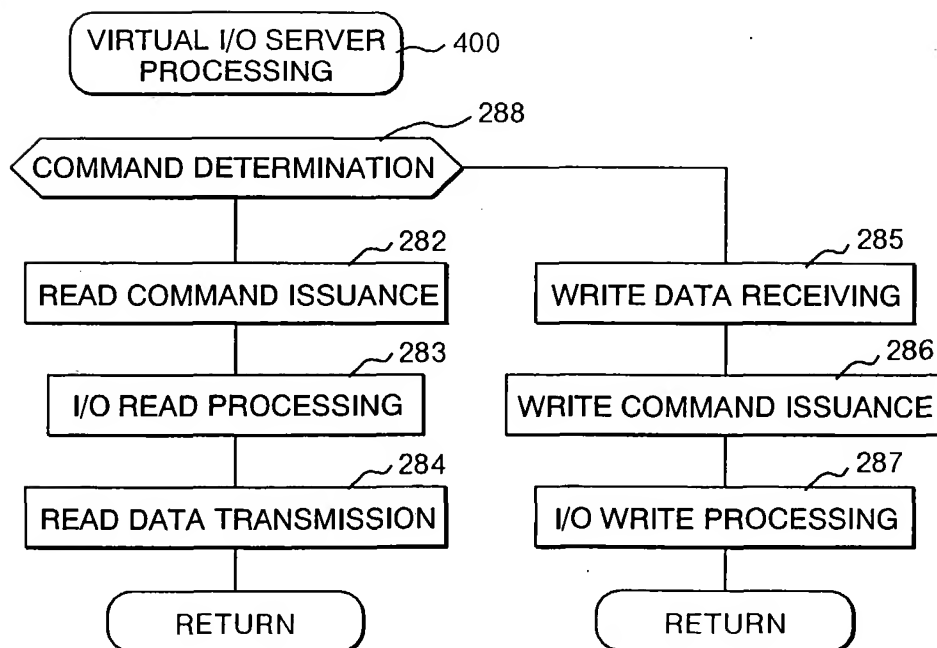 VIRTUAL I/O SERVER
PROCESSING
400
288
COMMAND DETERMINATION
282
READ COMMAND ISSUANCE
283
I/O READ PROCESSING
284
READ DATA TRANSMISSION
RETURN
285
WRITE DATA RECEIVING
286
WRITE COMMAND ISSUANCE
287
I/O WRITE PROCESSING
RETURN